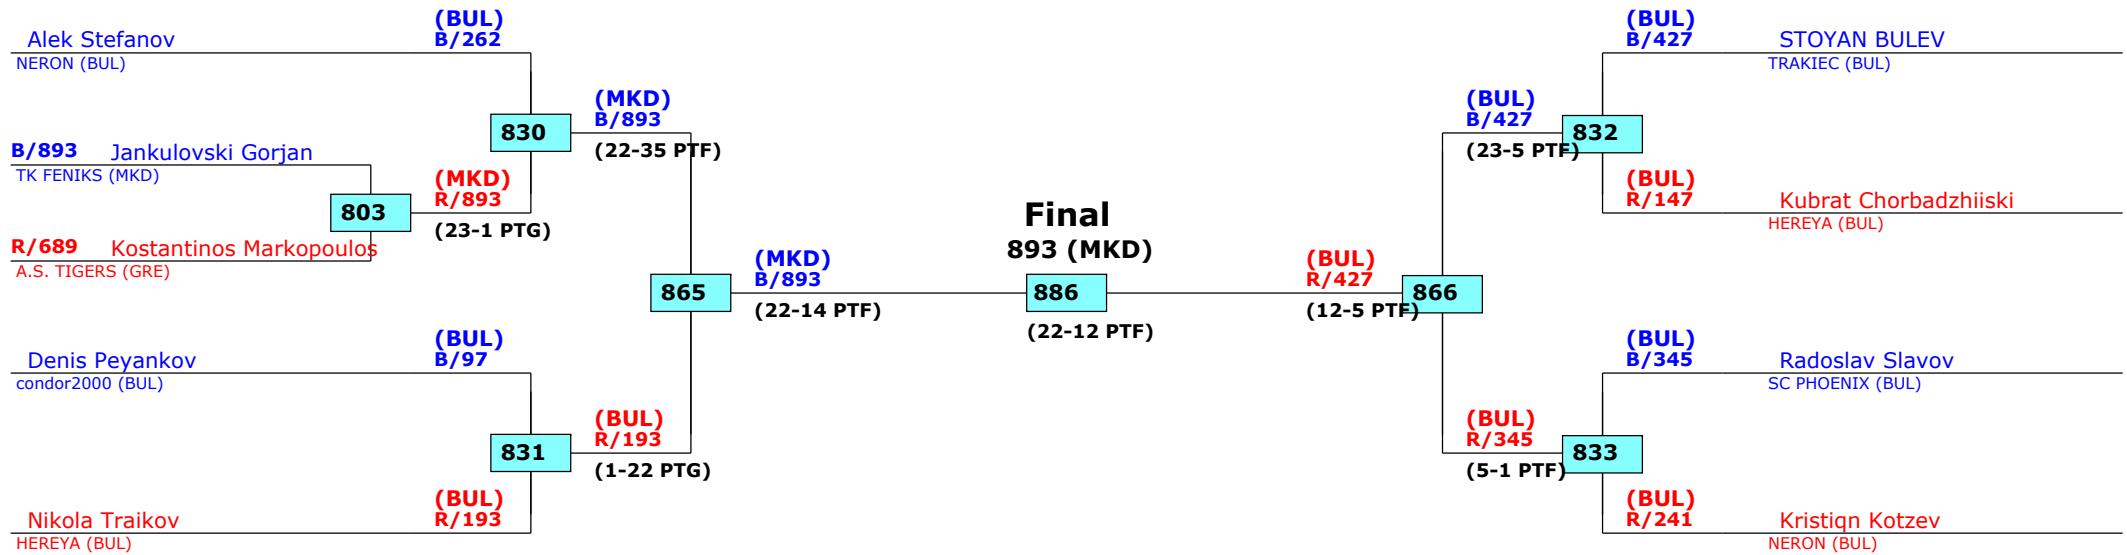 (BUL)
Alek Stefanov B/262
NERON (BUL)
(MKD)
B/893
830
(22-35 PTF)
B/893 Jankulovski Gorjan
TK FENIKS (MKD)
(MKD)
R/893
803
(23-1 PTG)
R/689 Kostantinos Markopoulos
A.S. TIGERS (GRE)
(MKD)
B/893
865
(22-14 PTF)
(BUL)
Denis Peyankov B/97
condor2000 (BUL)
(BUL)
R/193
831
(1-22 PTG)
(BUL)
Nikola Traikov R/193
HEREYA (BUL)
Final
893 (MKD)
886
(22-12 PTF)
(BUL)
B/427 STOYAN BULEV
TRAKIEC (BUL)
(BUL)
B/427
832
(23-5 PTF)
(BUL)
R/147 Kubrat Chorbadzhiiski
HEREYA (BUL)
(BUL)
R/427
866
(12-5 PTF)
(BUL)
B/345 Radoslav Slavov
SC PHOENIX (BUL)
(BUL)
R/345
833
(5-1 PTF)
(BUL)
R/241 Kristiqn Kotzev
NERON (BUL)